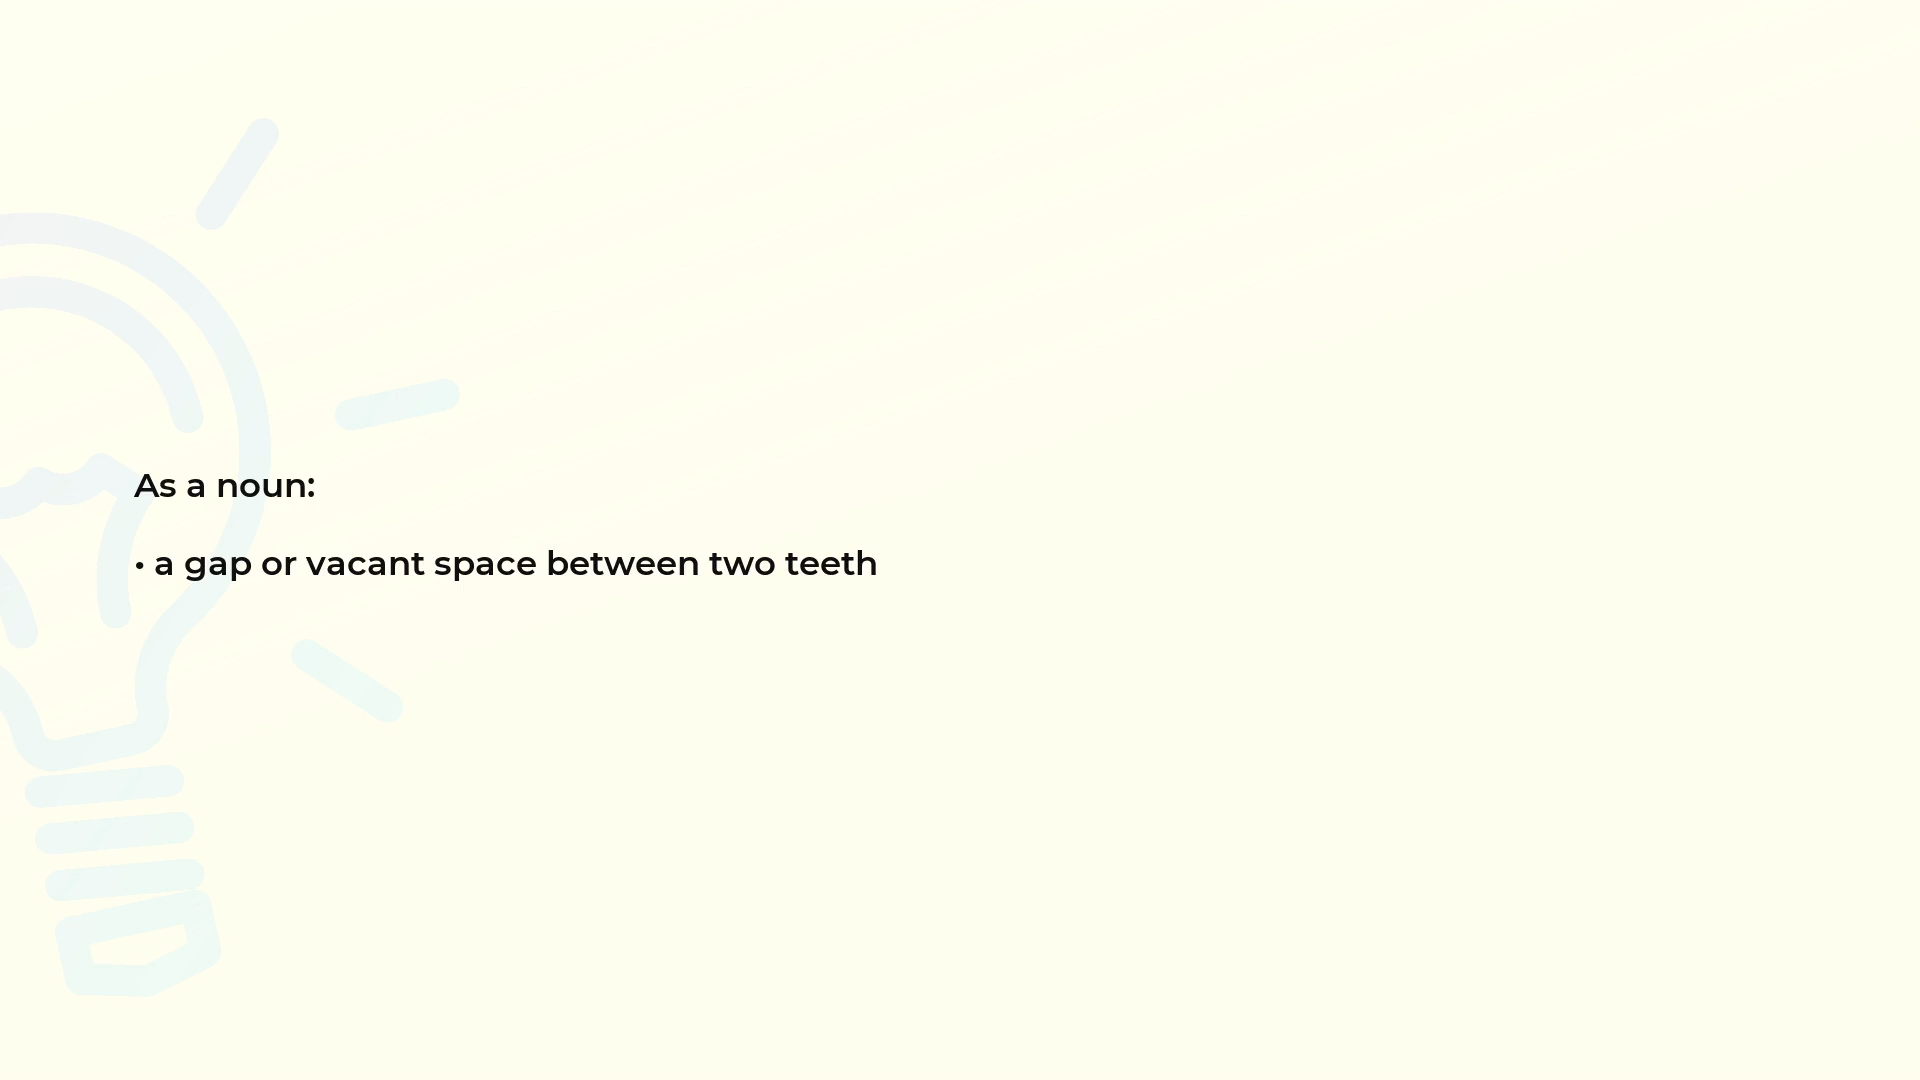 As a noun:
• a gap or vacant space between two teeth